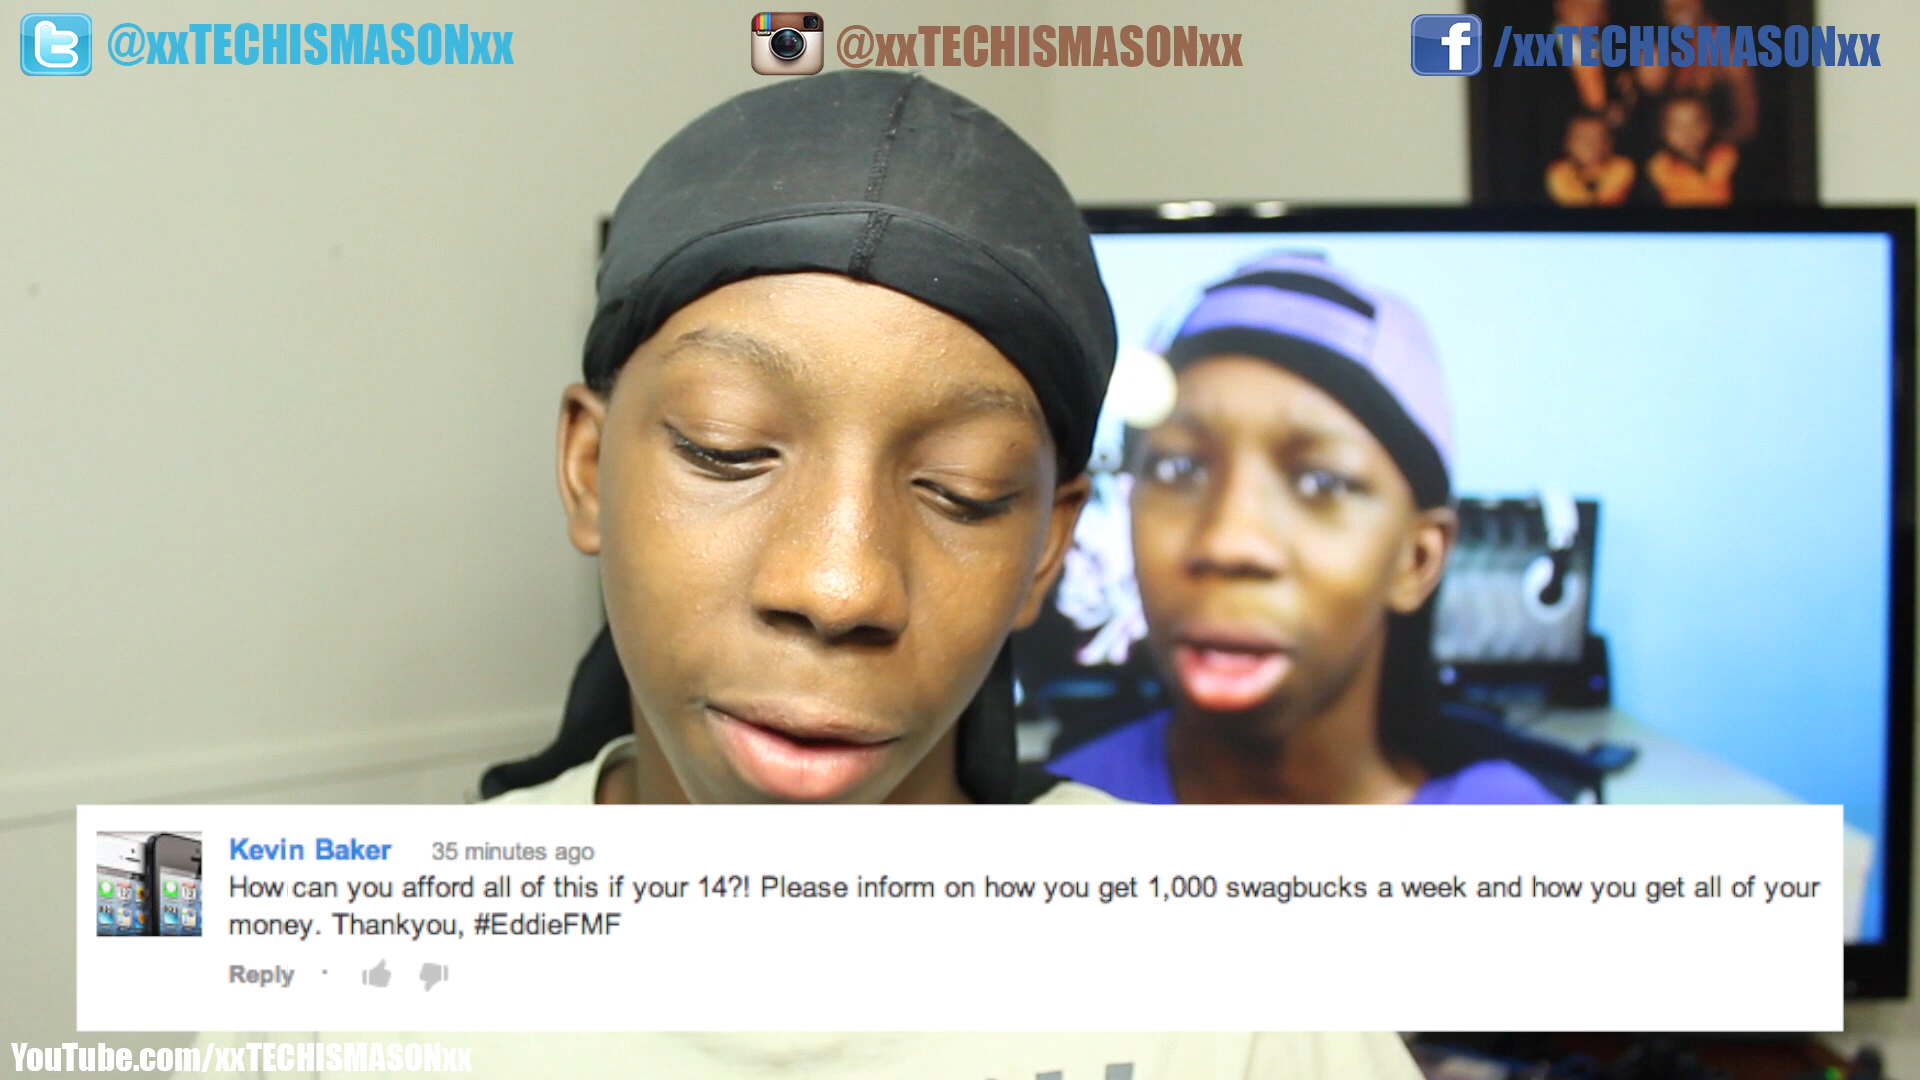 @xxTECHISMASONxx
@xxTECHISMASONxx
/xxTECHISMASONxx
Kevin Baker 35 minutes ago
How can you afford all of this if your 14?! Please inform on how you get 1,000 swagbucks a week and how you get all of your
money. Thankyou, #EddieFMF
Reply ·
YouTube.com/xxTECHISMASONxx